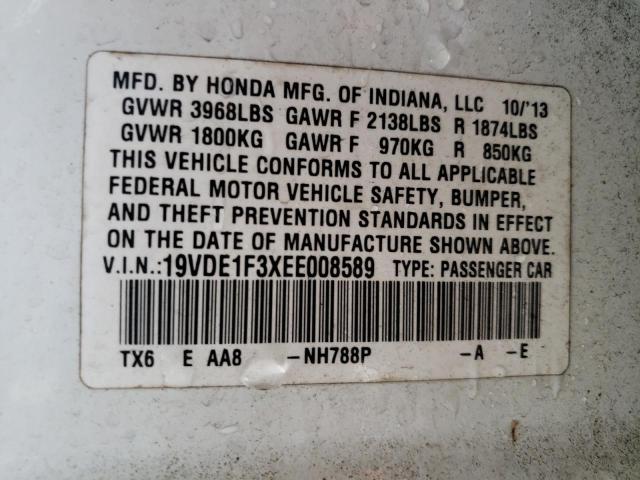 MFD. BY HONDA MFG. OF INDIANA, LLC 10/'13
GVWR 3968LBS GAWR F 2138LBS R 1874LBS
GVWR 1800KG GAWR F 970KG R 850KG
THIS VEHICLE CONFORMS TO ALL APPLICABLE
FEDERAL MOTOR VEHICLE SAFETY, BUMPER,
AND THEFT PREVENTION STANDARDS IN EFFECT
ON THE DATE OF MANUFACTURE SHOWN ABOVE.
V.I.N.:19VDE1F3XEE008589 TYPE: PASSENGER CAR
TX6 E AA8 -NH788P -A -E